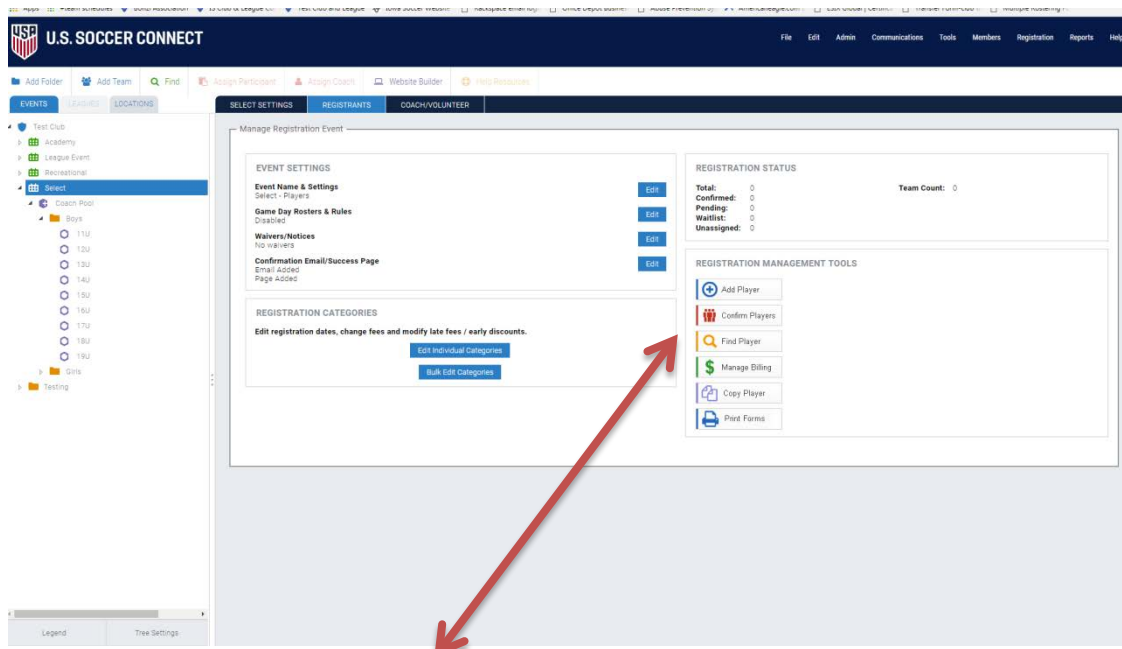 Apps
U.S. SOCCER CONNECT
File Edit Admin Communications Tools Members Registration Reports Help
Add Folder Add Team Find Assign Participant Assign Coach Website Builder Help Resources
EVENTS LEAGUES LOCATIONS
SELECT SETTINGS REGISTRANTS COACH/VOLUNTEER
Test Club
Academy
League Event
Recreational
Select
Coach Pool
Boys
11U
12U
13U
14U
15U
16U
17U
18U
19U
Girls
Testing
Legend Tree Settings
Manage Registration Event
EVENT SETTINGS
Event Name & Settings Edit
Select - Players
Game Day Rosters & Rules Edit
Disabled
Waivers/Notices Edit
No waivers
Confirmation Email/Success Page Edit
Email Added
Page Added
REGISTRATION CATEGORIES
Edit registration dates, change fees and modify late fees / early discounts.
Edit Individual Categories
Bulk Edit Categories
REGISTRATION STATUS
Total: 0 Team Count: 0
Confirmed: 0
Pending: 0
Waitlist: 0
Unassigned: 0
REGISTRATION MANAGEMENT TOOLS
Add Player
Confirm Players
Find Player
Manage Billing
Copy Player
Print Forms